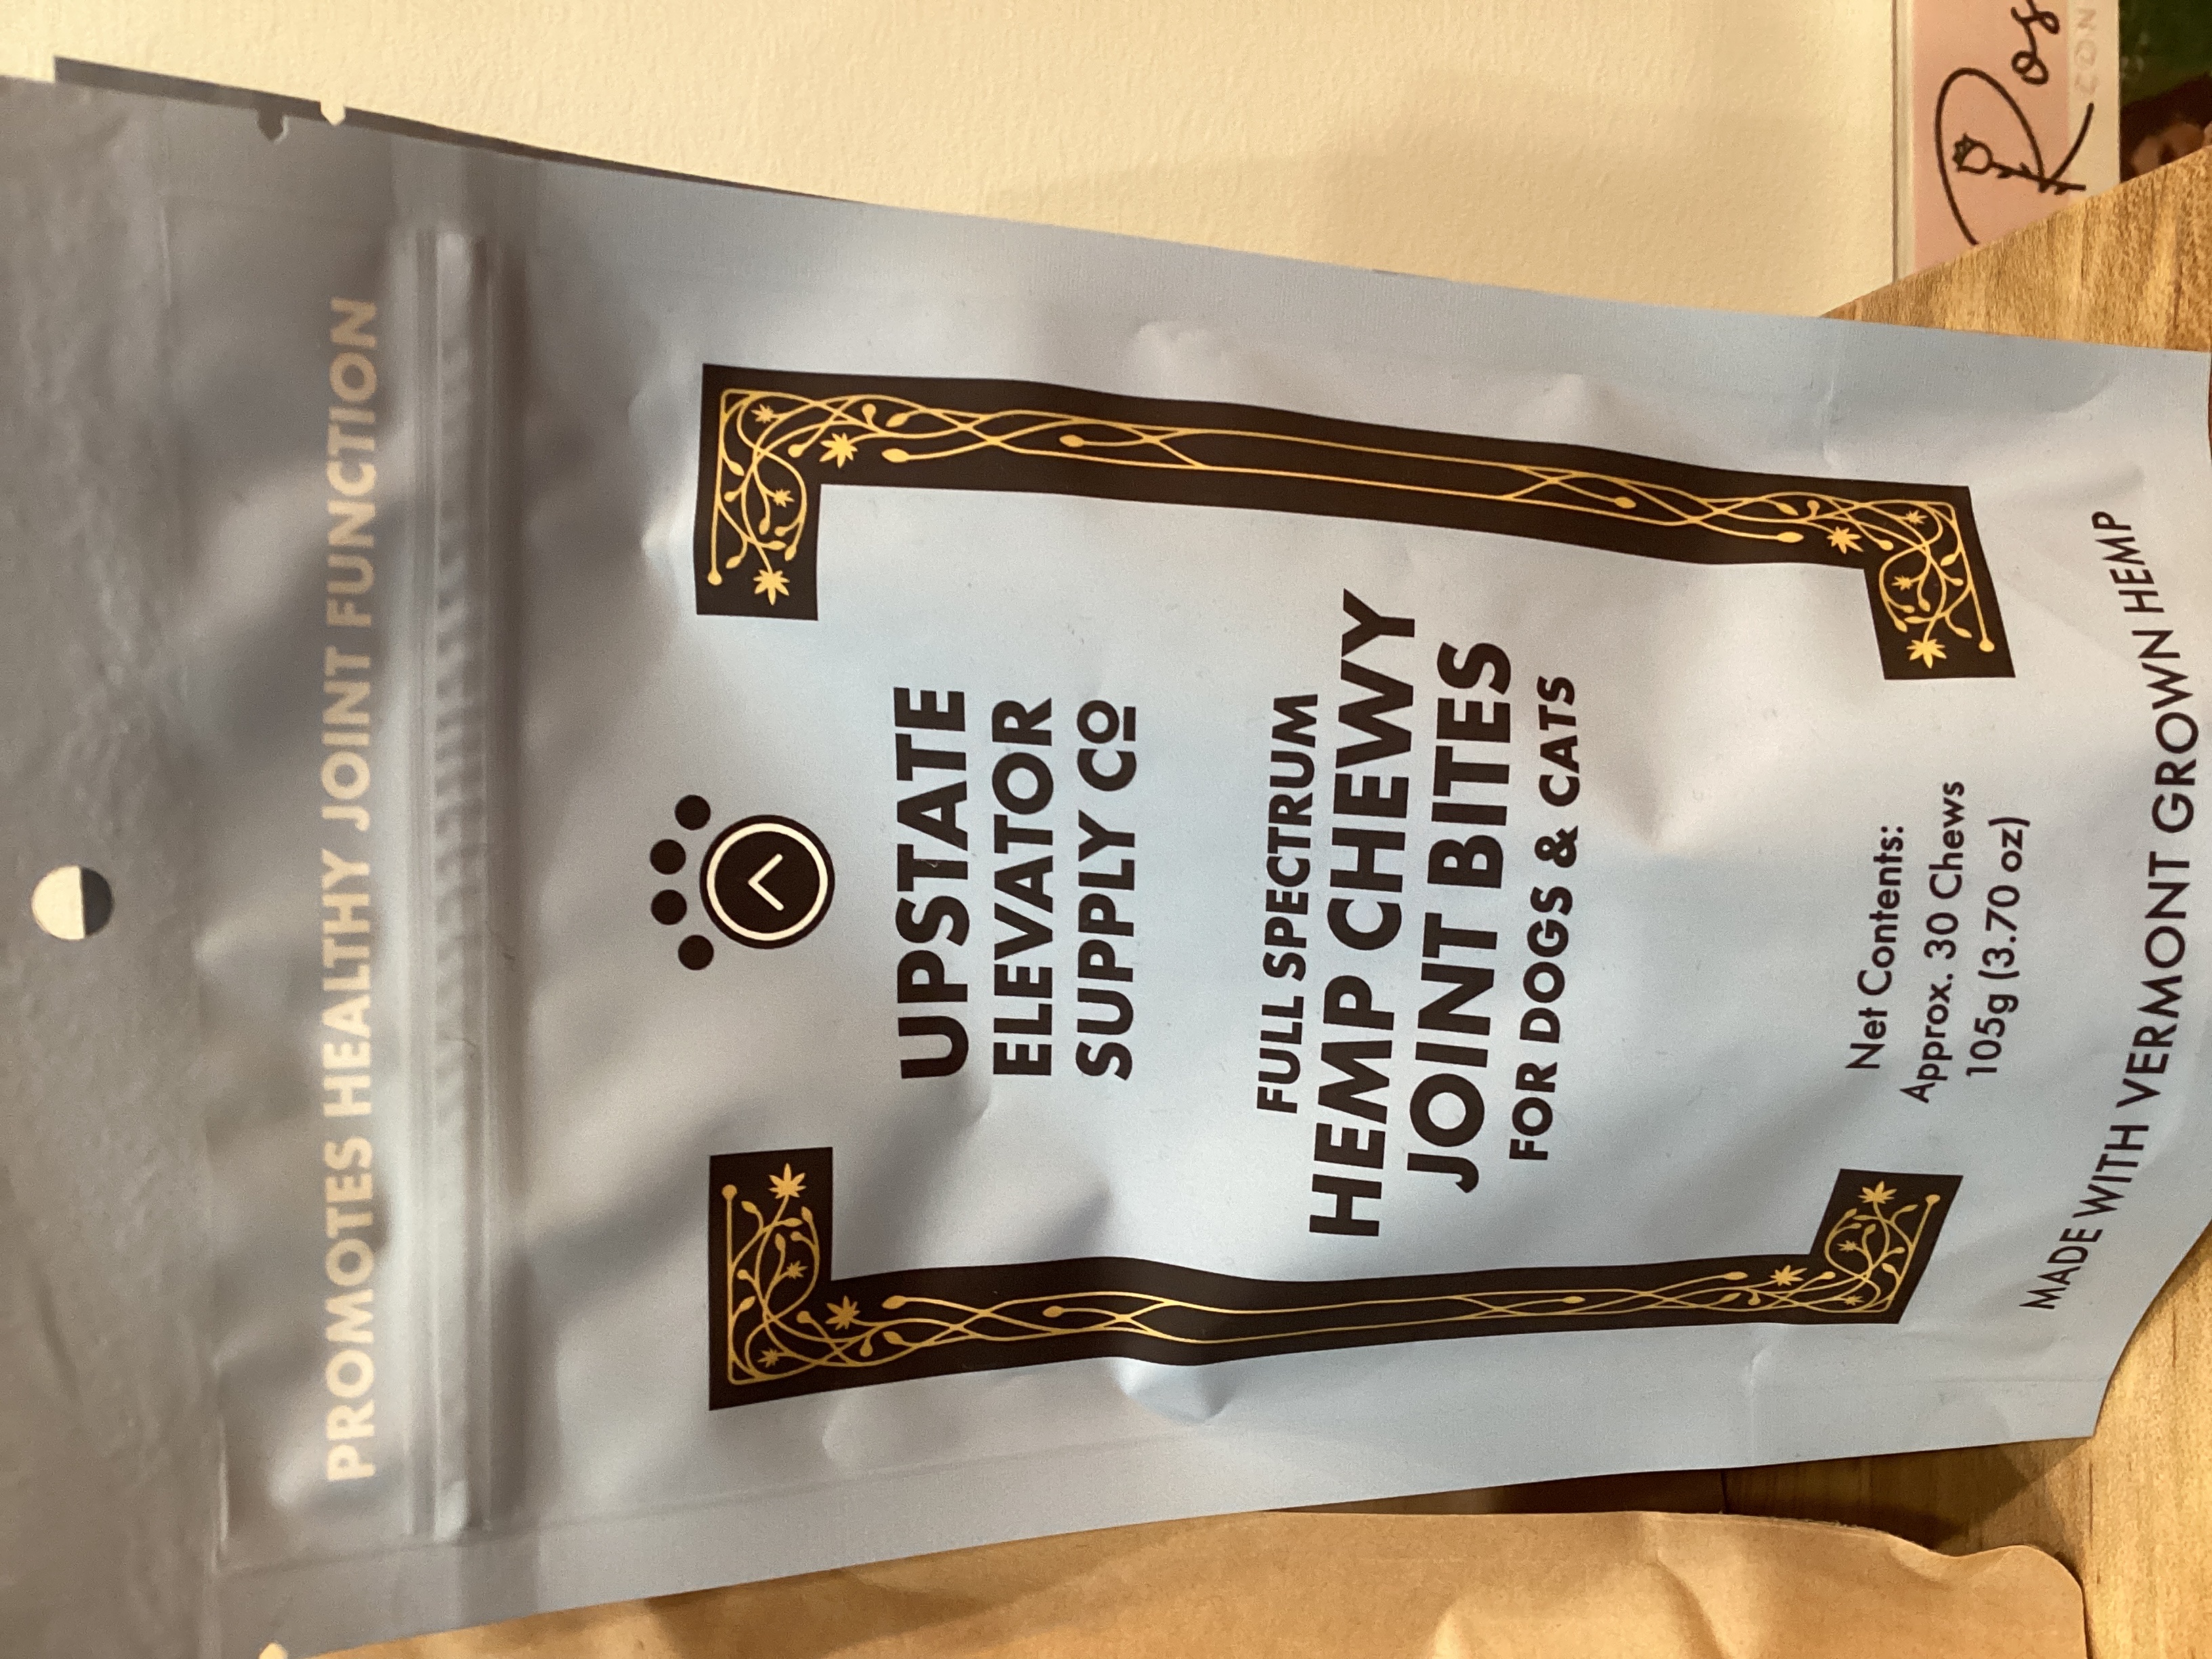 PROMOTES HEALTHY JOINT FUNCTION
UPSTATE
ELEVATOR
SUPPLY Cº
FULL SPECTRUM
HEMP CHEWY
JOINT BITES
FOR DOGS & CATS
Net Contents:
Approx. 30 Chews
105g (3.70 oz)
MADE WITH VERMONT GROWN HEMP